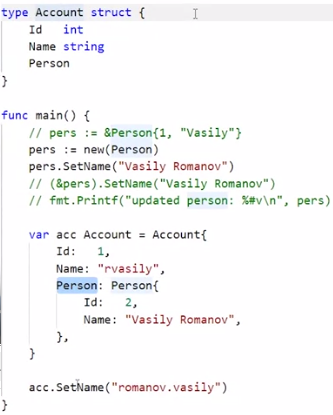 type Account struct {
    Id   int
    Name string
    Person
}
func main() {
    // pers := &Person{1, "Vasily"}
    pers := new(Person)
    pers.SetName("Vasily Romanov")
    // (&pers).SetName("Vasily Romanov")
    // fmt.Printf("updated person: %#v\n", pers)
    var acc Account = Account{
        Id:   1,
        Name: "rvasily",
        Person: Person{
            Id:   2,
            Name: "Vasily Romanov",
        },
    }
    acc.SetName("romanov.vasily")
}